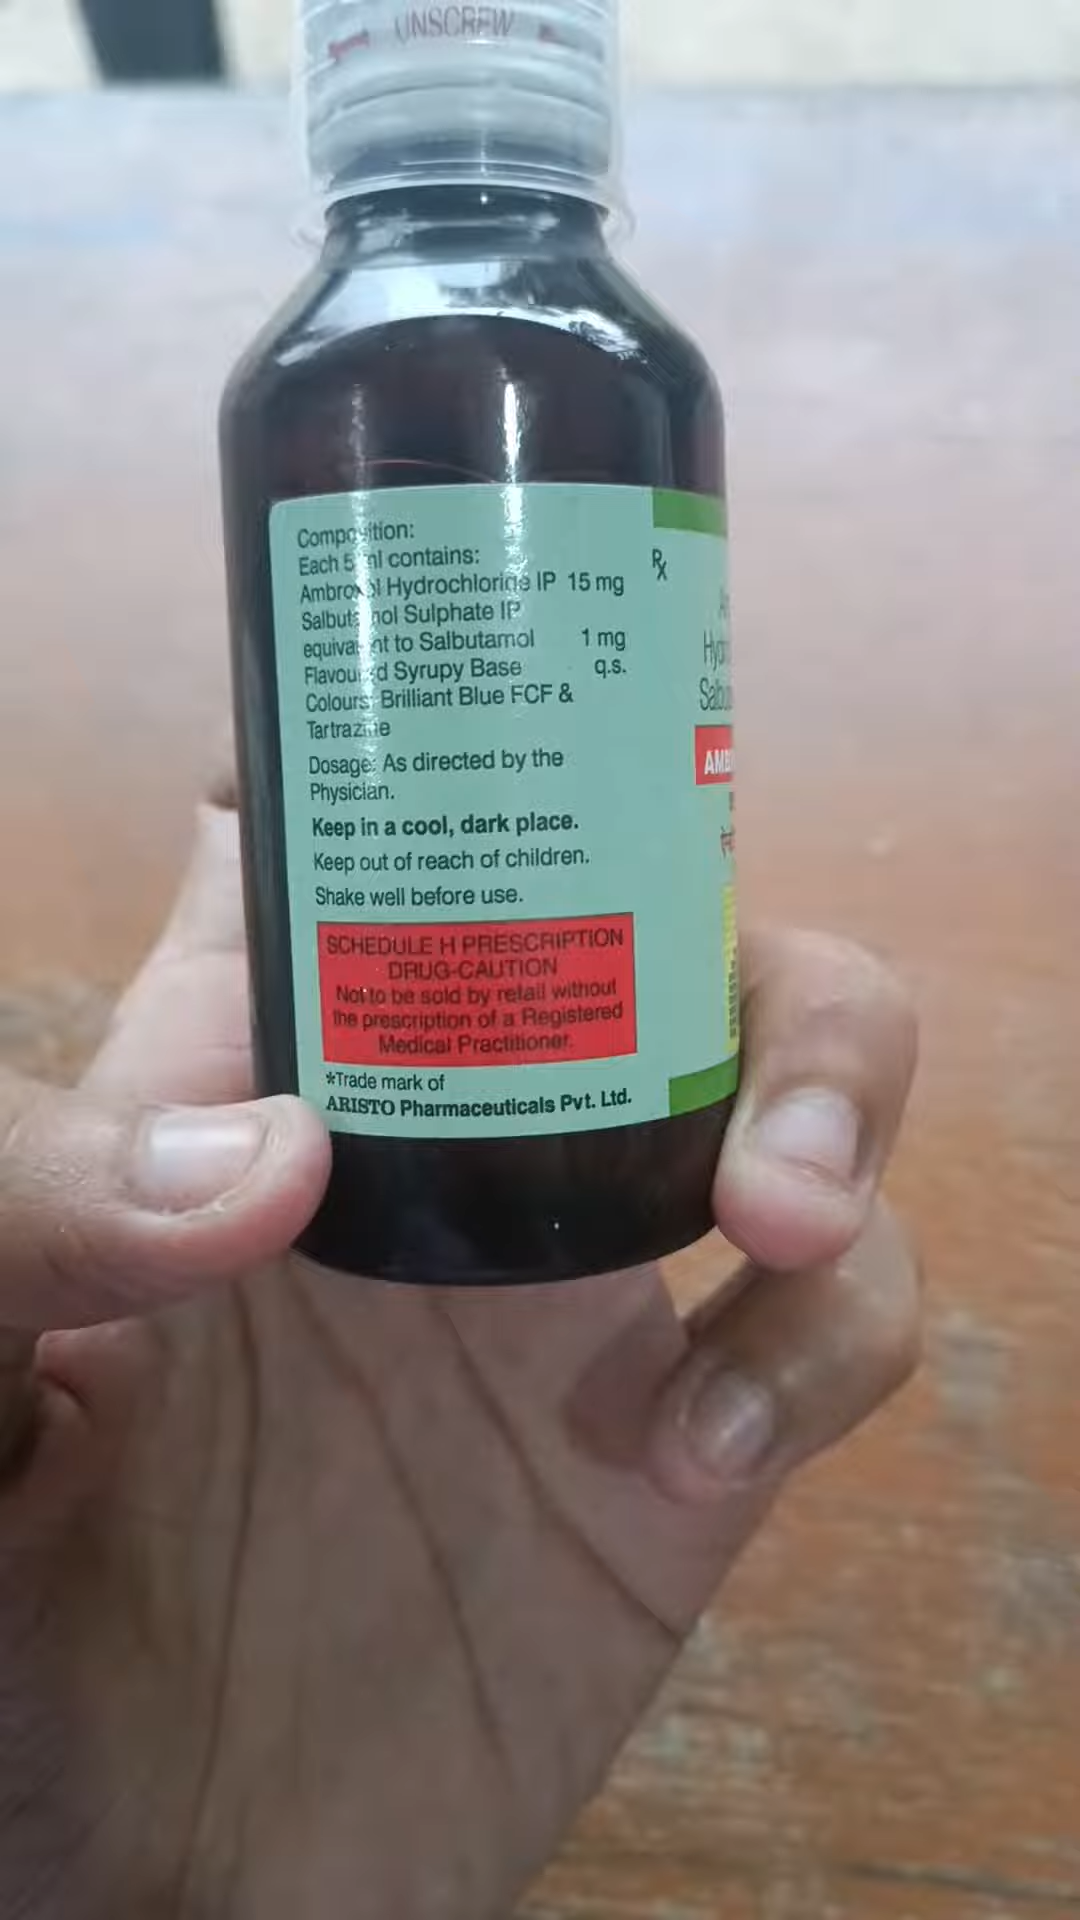 UNSCREW
Composition:
Each 5 ml contains:
Ambroxol Hydrochloride IP 15 mg
Salbutamol Sulphate IP
equivalent to Salbutamol 1 mg
Flavoured Syrupy Base q.s.
Colours: Brilliant Blue FCF &
Tartrazine
Dosage: As directed by the
Physician.
Keep in a cool, dark place.
Keep out of reach of children.
Shake well before use.
SCHEDULE H PRESCRIPTION
DRUG-CAUTION
Not to be sold by retail without
the prescription of a Registered
Medical Practitioner.
*Trade mark of
ARISTO Pharmaceuticals Pvt. Ltd.
Rx